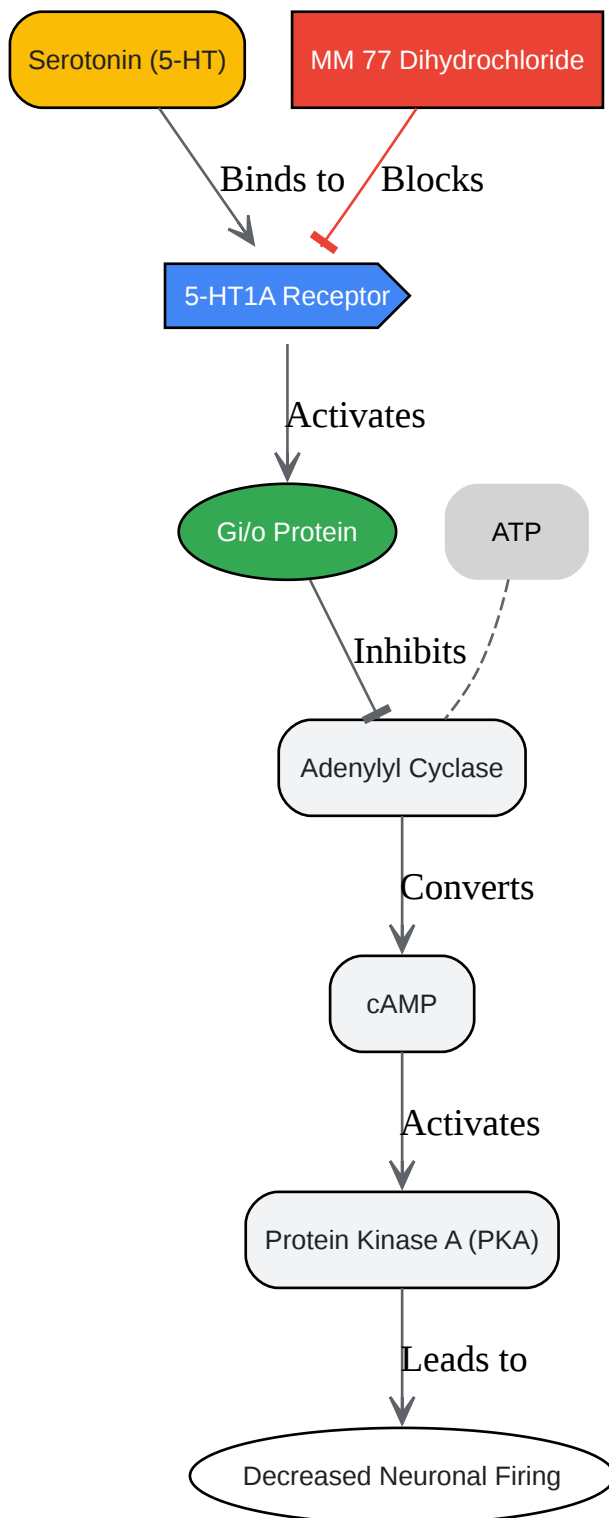 Serotonin (5-HT)
MM 77 Dihydrochloride
Binds to
Blocks
5-HT1A Receptor
Activates
Gi/o Protein
ATP
Inhibits
Adenylyl Cyclase
Converts
cAMP
Activates
Protein Kinase A (PKA)
Leads to
Decreased Neuronal Firing